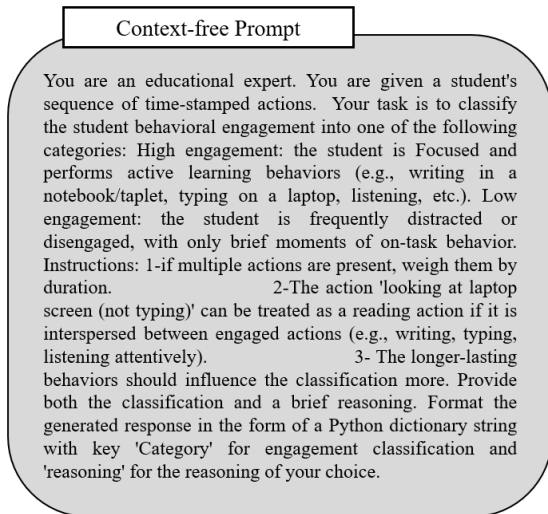 Context-free Prompt
You are an educational expert. You are given a student's
sequence of time-stamped actions.  Your task is to classify
the student behavioral engagement into one of the following
categories: High engagement: the student is Focused and
performs active learning behaviors (e.g., writing in a
notebook/taplet, typing on a laptop, listening, etc.). Low
engagement: the student is frequently distracted or
disengaged, with only brief moments of on-task behavior.
Instructions: 1-if multiple actions are present, weigh them by
duration. 2-The action 'looking at laptop
screen (not typing)' can be treated as a reading action if it is
interspersed between engaged actions (e.g., writing, typing,
listening attentively). 3- The longer-lasting
behaviors should influence the classification more. Provide
both the classification and a brief reasoning. Format the
generated response in the form of a Python dictionary string
with key 'Category' for engagement classification and
'reasoning' for the reasoning of your choice.